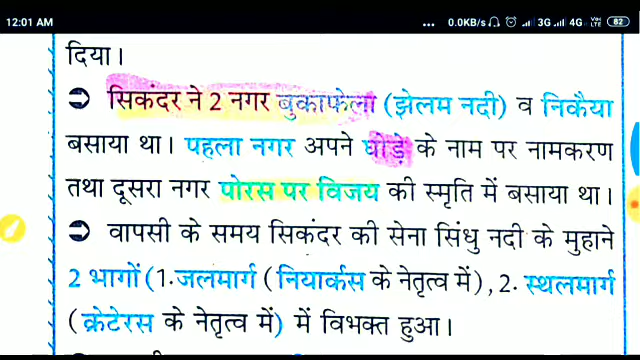 12:01 AM ... 0.0KB/s 3G 4G VoLTE 82
दिया।
➲ सिकंदर ने 2 नगर बुकाफेला (झेलम नदी) व निकैया
बसाया था। पहला नगर अपने घोड़े के नाम पर नामकरण
तथा दूसरा नगर पोरस पर विजय की स्मृति में बसाया था।
➲ वापसी के समय सिकंदर की सेना सिंधु नदी के मुहाने
2 भागों (1.जलमार्ग (नियार्कस के नेतृत्व में), 2. स्थलमार्ग
(क्रेटेरस के नेतृत्व में) में विभक्त हुआ।